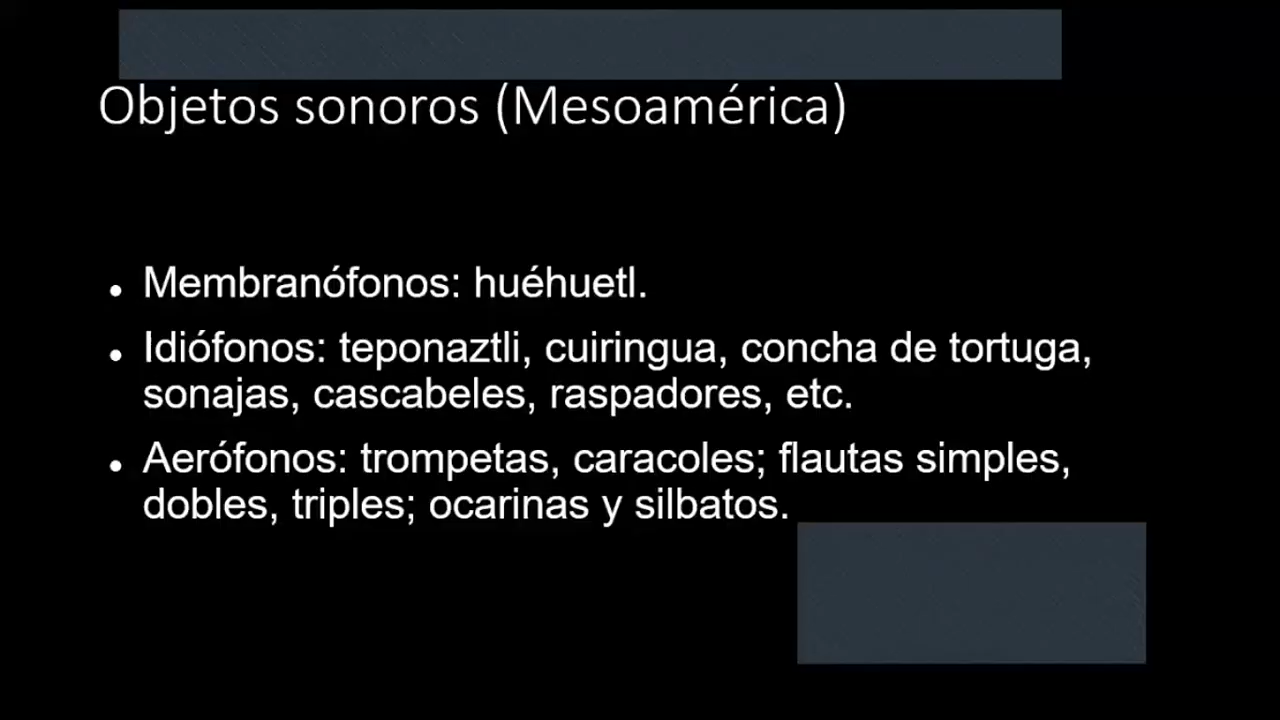 Objetos sonoros (Mesoamérica)
• Membranófonos: huéhuetl.
• Idiófonos: teponaztli, cuiringua, concha de tortuga,
sonajas, cascabeles, raspadores, etc.
• Aerófonos: trompetas, caracoles; flautas simples,
dobles, triples; ocarinas y silbatos.